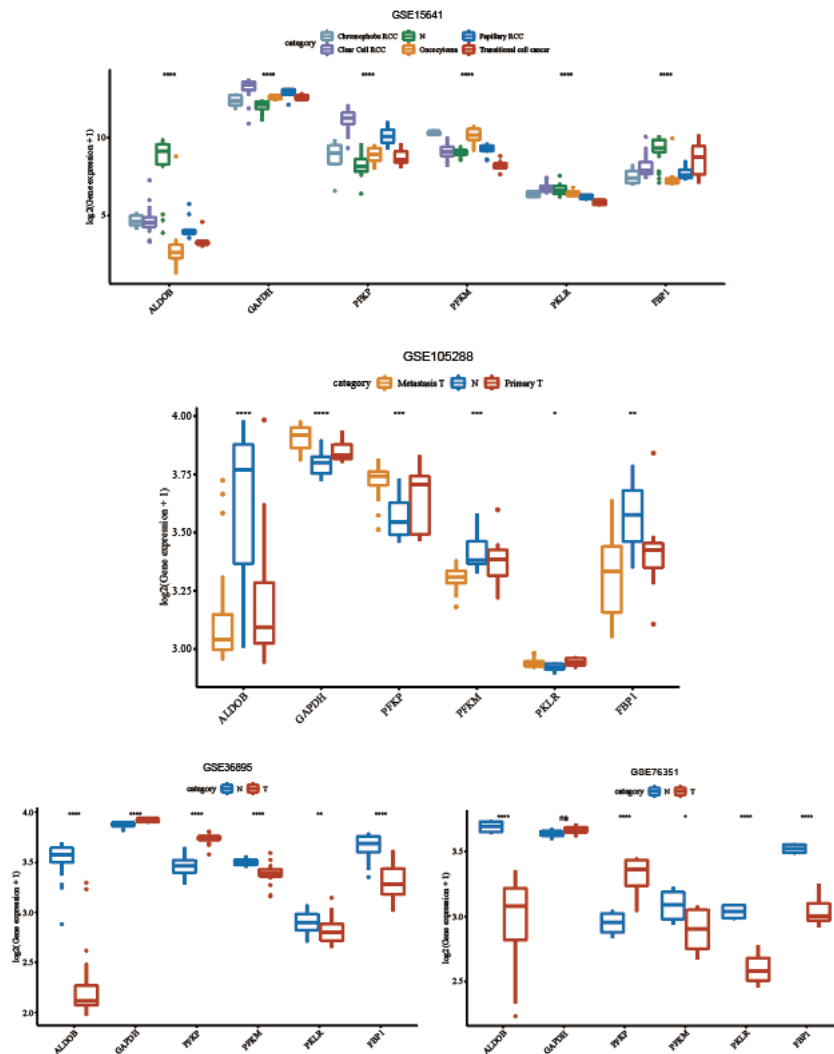 GSE15641
category Chromophobe RCC N Papillary RCC
Clear Cell RCC Oncocytoma Transitional cell cancer
**** **** **** **** **** ****
log2(Gene expression + 1)
10
5
ALDOB GAPDH PFKP PFKM PKLR FBP1
GSE105288
category Metastasis T N Primary T
**** **** *** *** * **
log2(Gene expression + 1)
4.00
3.75
3.50
3.25
3.00
ALDOB GAPDH PFKP PFKM PKLR FBP1
GSE36895
category N T
**** **** **** **** ** ****
log2(Gene expression + 1)
4.0
3.5
3.0
2.5
2.0
ALDOB GAPDH PFKP PFKM PKLR FBP1
GSE76351
category N T
**** ns **** * **** ****
log2(Gene expression + 1)
3.5
3.0
2.5
ALDOB GAPDH PFKP PFKM PKLR FBP1